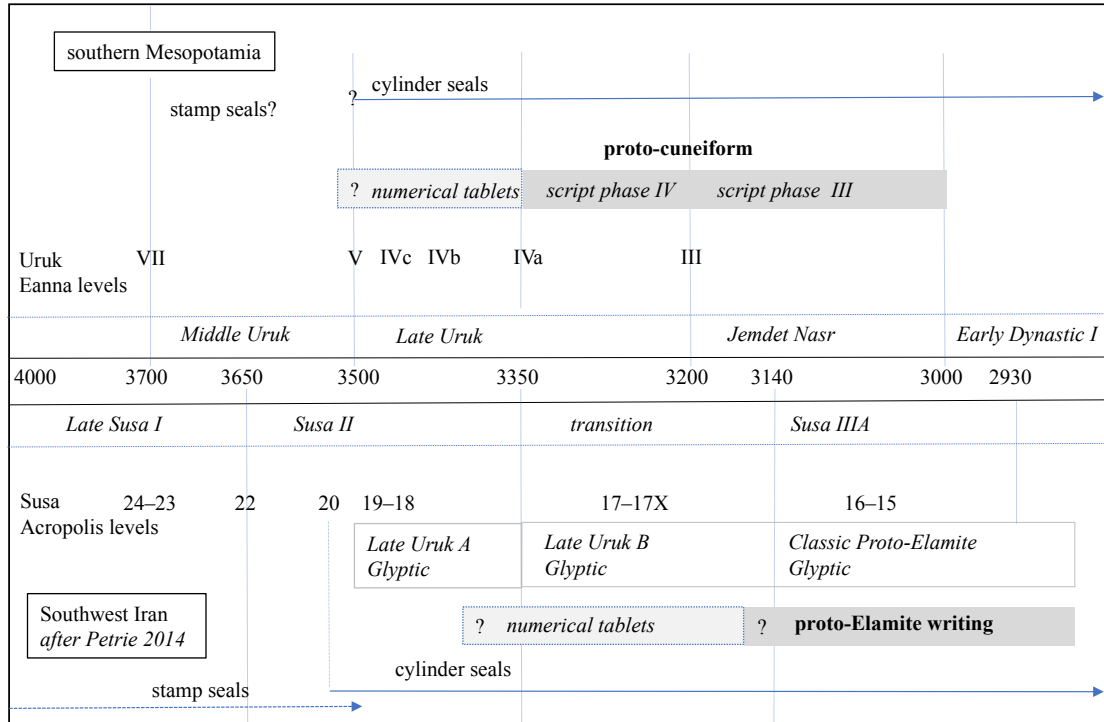 southern Mesopotamia
? cylinder seals
stamp seals?
proto-cuneiform
? numerical tablets script phase IV script phase III
Uruk VII V IVc IVb IVa III
Eanna levels
Middle Uruk Late Uruk Jemdet Nasr Early Dynastic I
4000 3700 3650 3500 3350 3200 3140 3000 2930
Late Susa I Susa II transition Susa IIIA
Susa 24–23 22 20 19–18 17–17X 16–15
Acropolis levels
Late Uruk A Late Uruk B Classic Proto-Elamite
Glyptic Glyptic Glyptic
Southwest Iran ? numerical tablets ? proto-Elamite writing
after Petrie 2014
cylinder seals
stamp seals